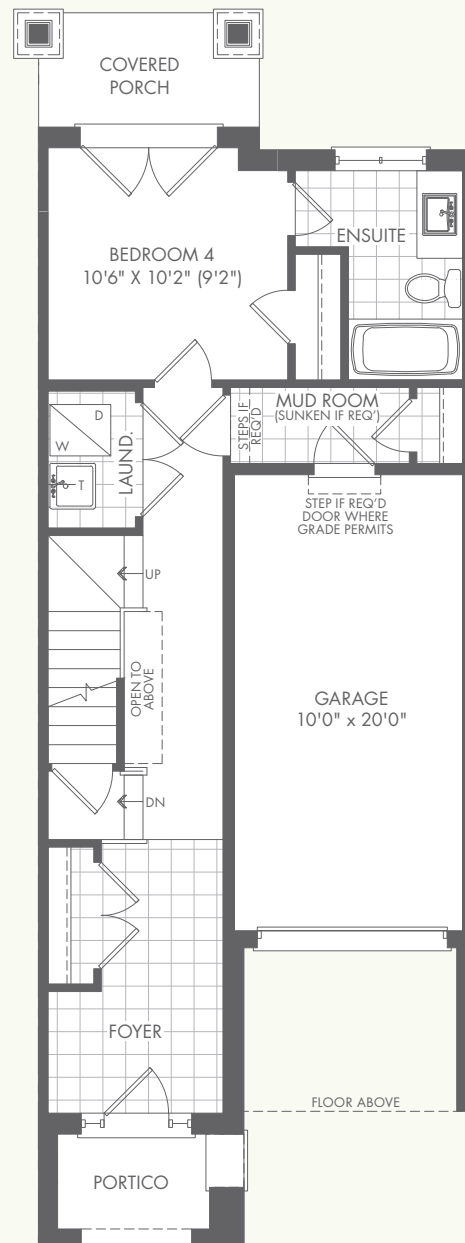 COVERED
PORCH
BEDROOM 4
10'6" X 10'2" (9'2")
ENSUITE
D
W
T
LAUND.
STEPS IF
REQ'D
MUD ROOM
(SUNKEN IF REQ')
STEP IF REQ'D
DOOR WHERE
GRADE PERMITS
UP
OPEN TO
ABOVE
GARAGE
10'0" x 20'0"
DN
FOYER
FLOOR ABOVE
PORTICO